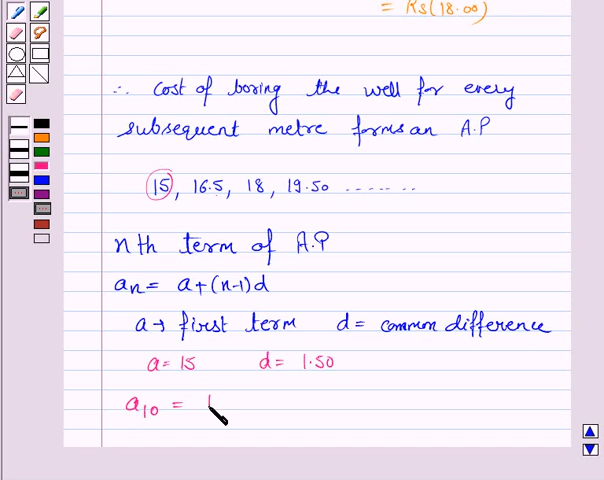 = Rs(18.00)
∴ cost of boring the well for every
subsequent metre forms an A.P
15, 16.5, 18, 19.50 ........
nth term of A.P
an = a+(n-1)d
a → first term d = common difference
a = 15 d = 1.50
a10 = 1